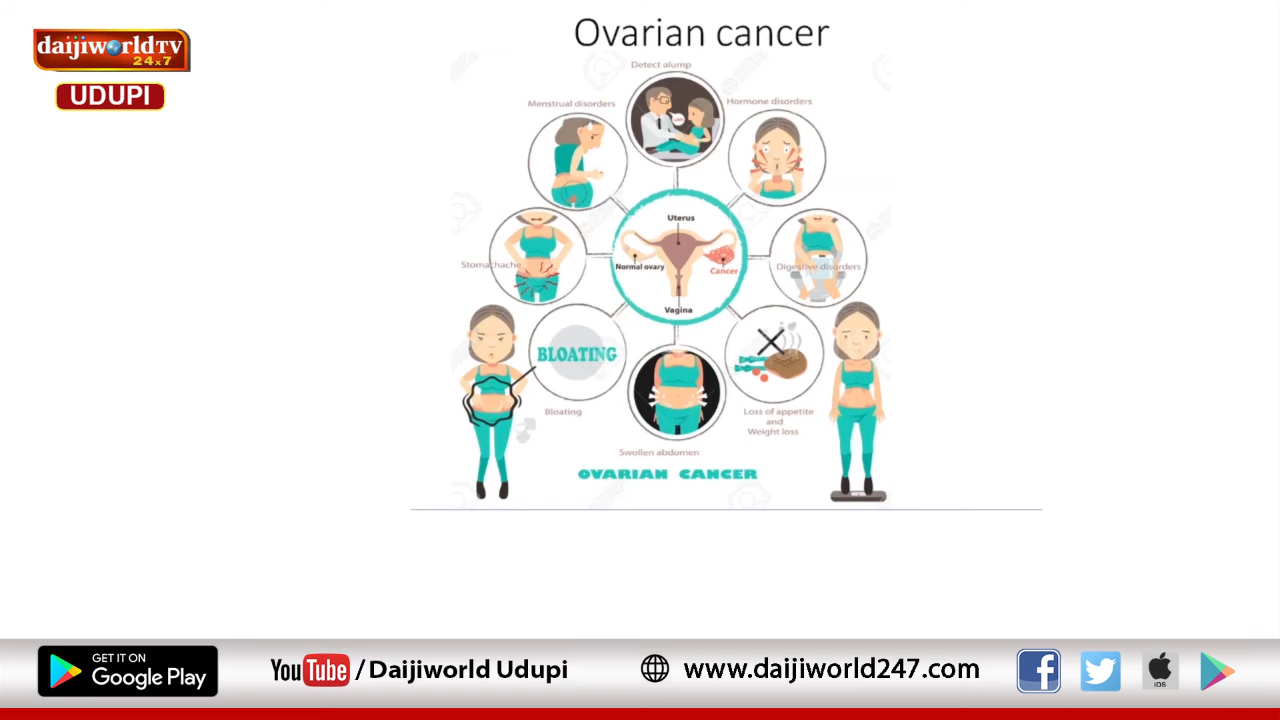 Ovarian cancer
daijiworldTV
24x7
UDUPI
Detect alump
Menstrual disorders
Hormone disorders
Uterus
Normal ovary
Cancer
Vagina
Stomachache
Digestive disorders
BLOATING
Bloating
Loss of appetite
and
Weight loss
Swollen abdomen
OVARIAN CANCER
GET IT ON
Google Play
YouTube / Daijiworld Udupi
www.daijiworld247.com
iOS